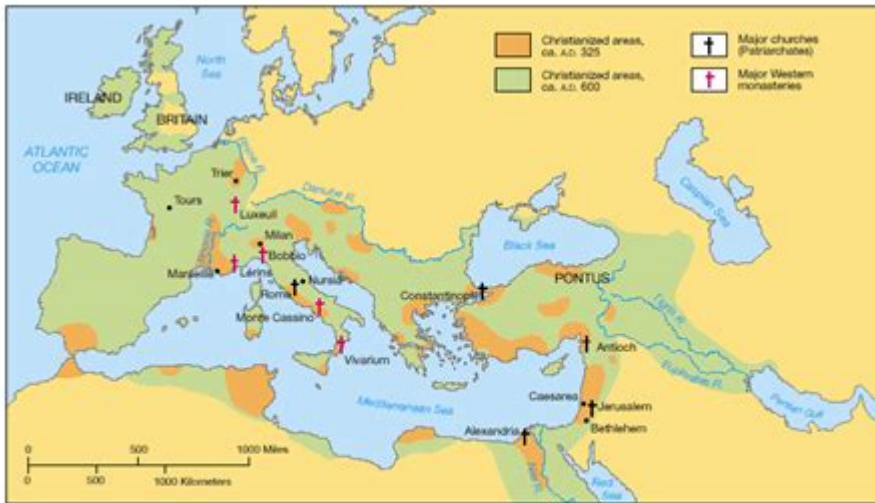 North
Sea
IRELAND
BRITAIN
ATLANTIC
OCEAN
Christianized areas,
ca. A.D. 325
Christianized areas,
ca. A.D. 600
Major churches
(Patriarchates)
Major Western
monasteries
Trier
Tours
Luxeuil
Danube R.
Caspian Sea
Milan
Bobbio
Black Sea
Marseille
Lérins
Nursia
Rome
PONTUS
Constantinople
Monte Cassino
Tigris R.
Antioch
Vivarium
Euphrates R.
Mediterranean Sea
Caesarea
Jerusalem
Bethlehem
Persian Gulf
Alexandria
Nile R.
Red
Sea
0 500 1000 Miles
0 500 1000 Kilometers